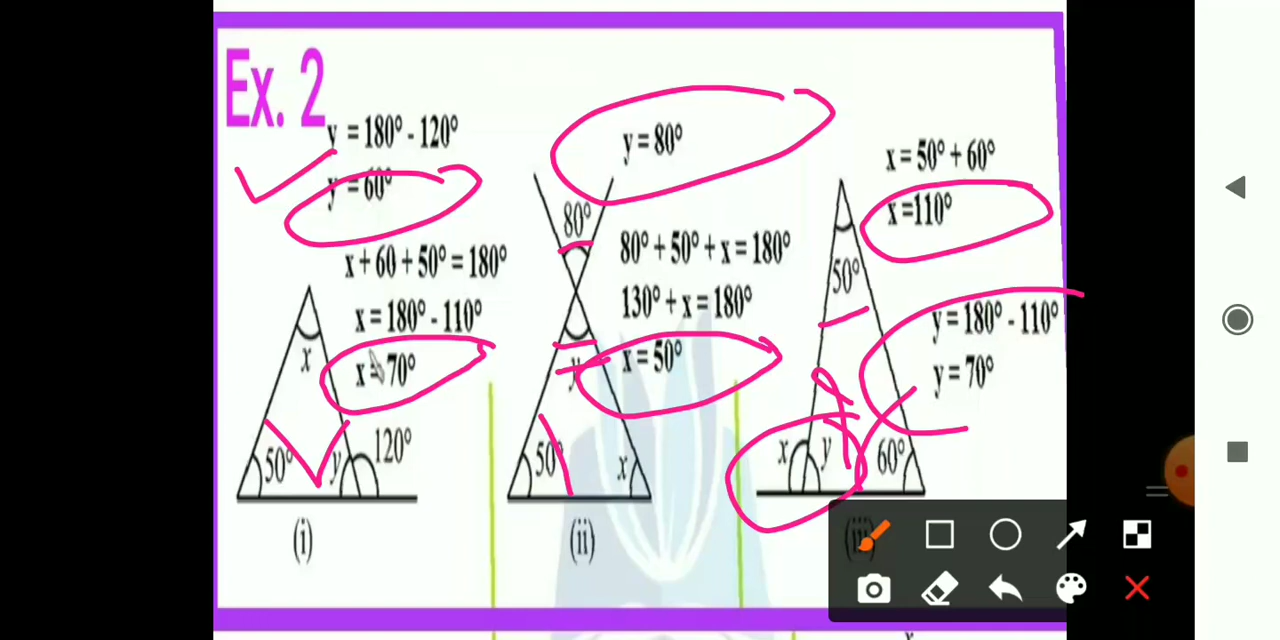 Ex. 2
y = 180° - 120°
y = 60°
x + 60 + 50° = 180°
x = 180° - 110°
x = 70°
x
50°
y
120°
(i)
y = 80°
80°
80° + 50° + x = 180°
130° + x = 180°
x = 50°
y
50°
x
(ii)
x = 50° + 60°
x =110°
50°
y = 180° - 110°
y = 70°
x
y
60°
(iii)